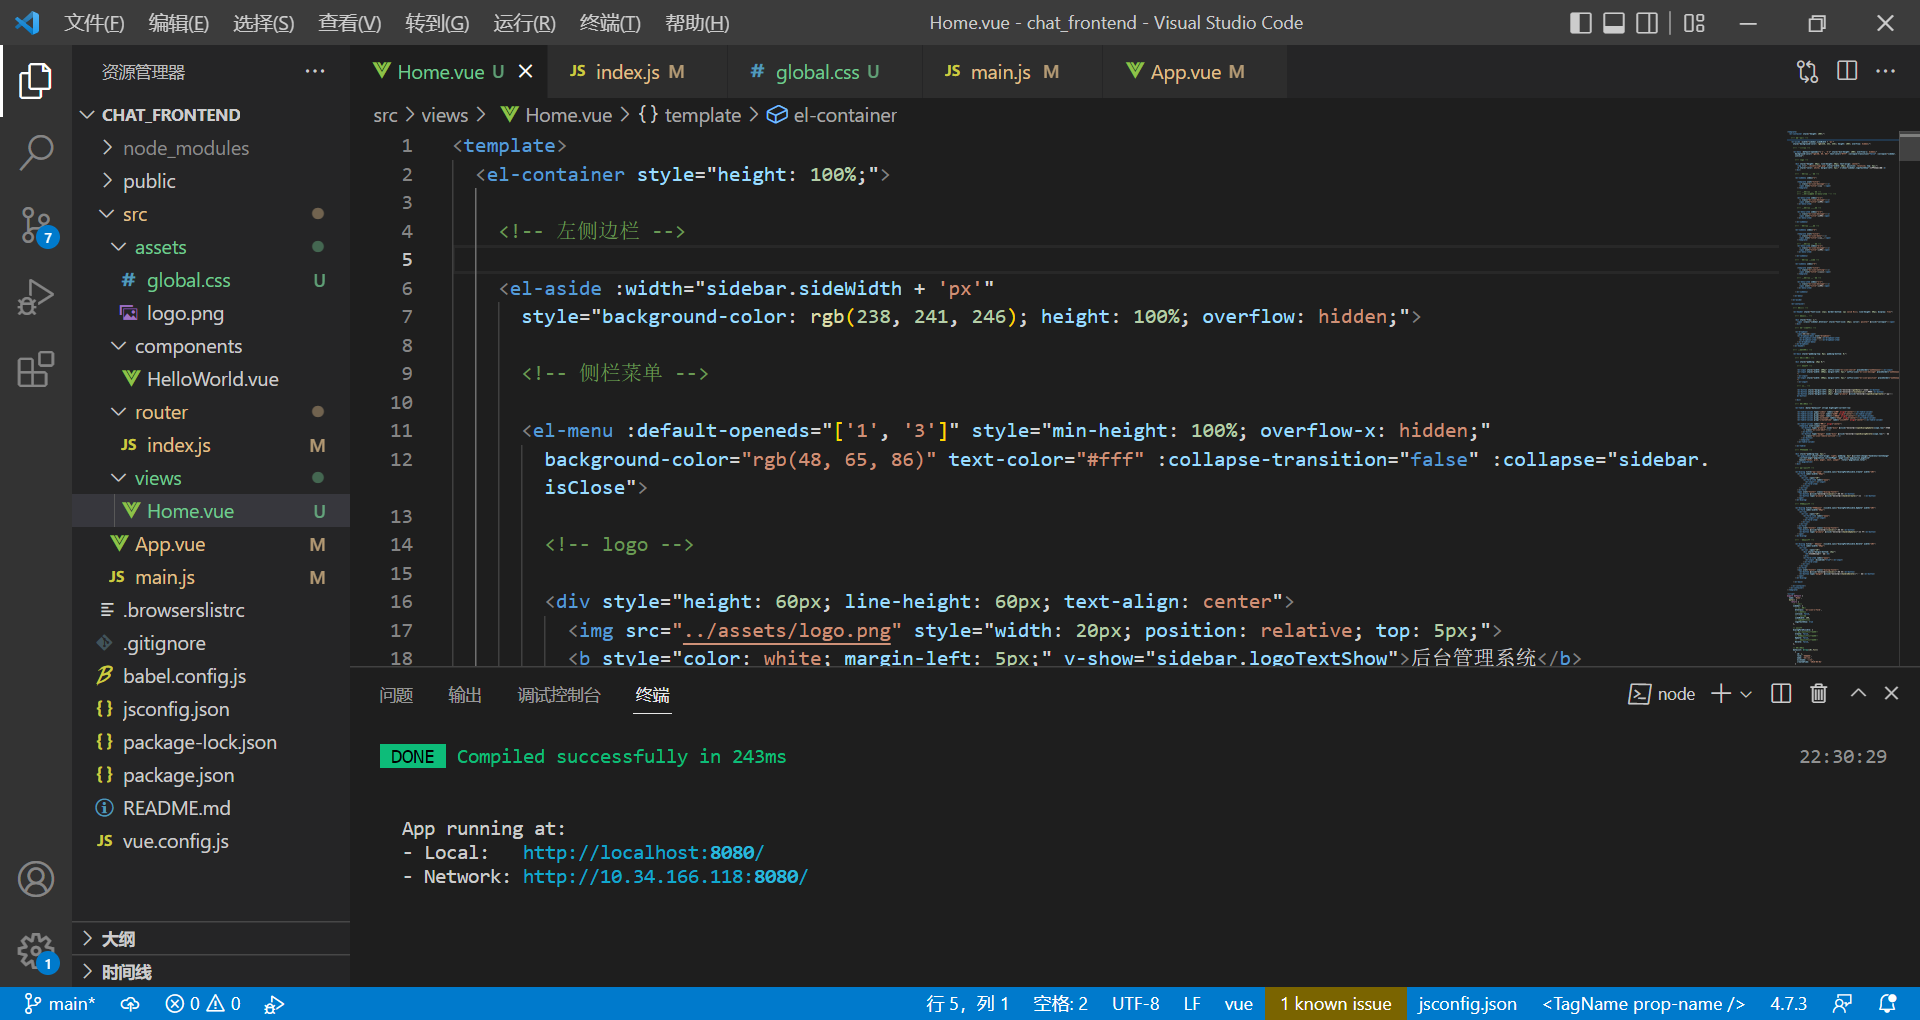 文件(F) 编辑(E) 选择(S) 查看(V) 转到(G) 运行(R) 终端(T) 帮助(H) Home.vue - chat_frontend - Visual Studio Code
资源管理器 ···
CHAT_FRONTEND
node_modules
public
src
assets
# global.css U
logo.png
components
HelloWorld.vue
router
JS index.js M
views
Home.vue U
App.vue M
JS main.js M
.browserslistrc
.gitignore
babel.config.js
{} jsconfig.json
{} package-lock.json
{} package.json
README.md
JS vue.config.js
大纲
时间线
7
1
Home.vue U JS index.js M # global.css U JS main.js M App.vue M
src > views > Home.vue > {} template > el-container
1 <template>
2 <el-container style="height: 100%;">
3
4 <!-- 左侧边栏 -->
5
6 <el-aside :width="sidebar.sideWidth + 'px'"
7 style="background-color: rgb(238, 241, 246); height: 100%; overflow: hidden;">
8
9 <!-- 侧栏菜单 -->
10
11 <el-menu :default-openeds="['1', '3']" style="min-height: 100%; overflow-x: hidden;"
12 background-color="rgb(48, 65, 86)" text-color="#fff" :collapse-transition="false" :collapse="sidebar.
isClose">
13
14 <!-- logo -->
15
16 <div style="height: 60px; line-height: 60px; text-align: center">
17 <img src="../assets/logo.png" style="width: 20px; position: relative; top: 5px;">
18 <b style="color: white; margin-left: 5px;" v-show="sidebar.logoTextShow">后台管理系统</b>
问题 输出 调试控制台 终端 node
DONE Compiled successfully in 243ms 22:30:29
App running at:
- Local: http://localhost:8080/
- Network: http://10.34.166.118:8080/
main* 0 0 行 5，列 1 空格: 2 UTF-8 LF vue 1 known issue jsconfig.json <TagName prop-name /> 4.7.3